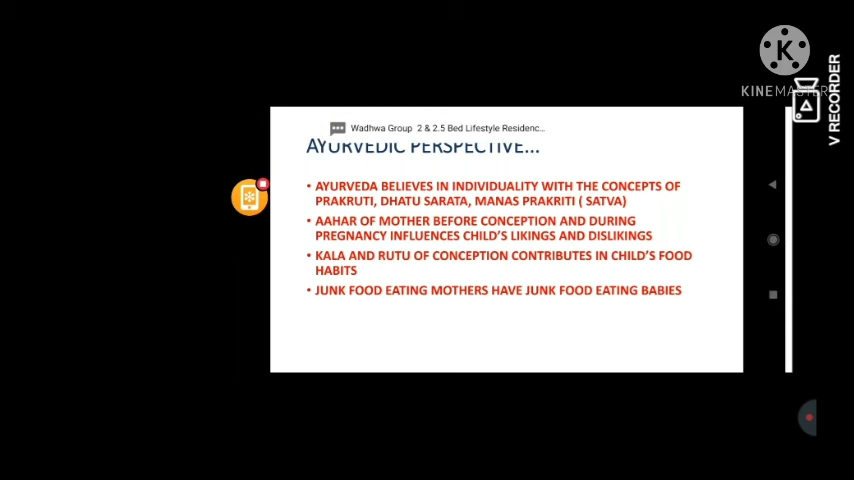 KINEMASTER
V RECORDER
Wadhwa Group 2 & 2.5 Bed Lifestyle Residenc...
AYURVEDIC PERSPECTIVE...
• AYURVEDA BELIEVES IN INDIVIDUALITY WITH THE CONCEPTS OF
PRAKRUTI, DHATU SARATA, MANAS PRAKRITI ( SATVA)
• AAHAR OF MOTHER BEFORE CONCEPTION AND DURING
PREGNANCY INFLUENCES CHILD'S LIKINGS AND DISLIKINGS
• KALA AND RUTU OF CONCEPTION CONTRIBUTES IN CHILD'S FOOD
HABITS
• JUNK FOOD EATING MOTHERS HAVE JUNK FOOD EATING BABIES